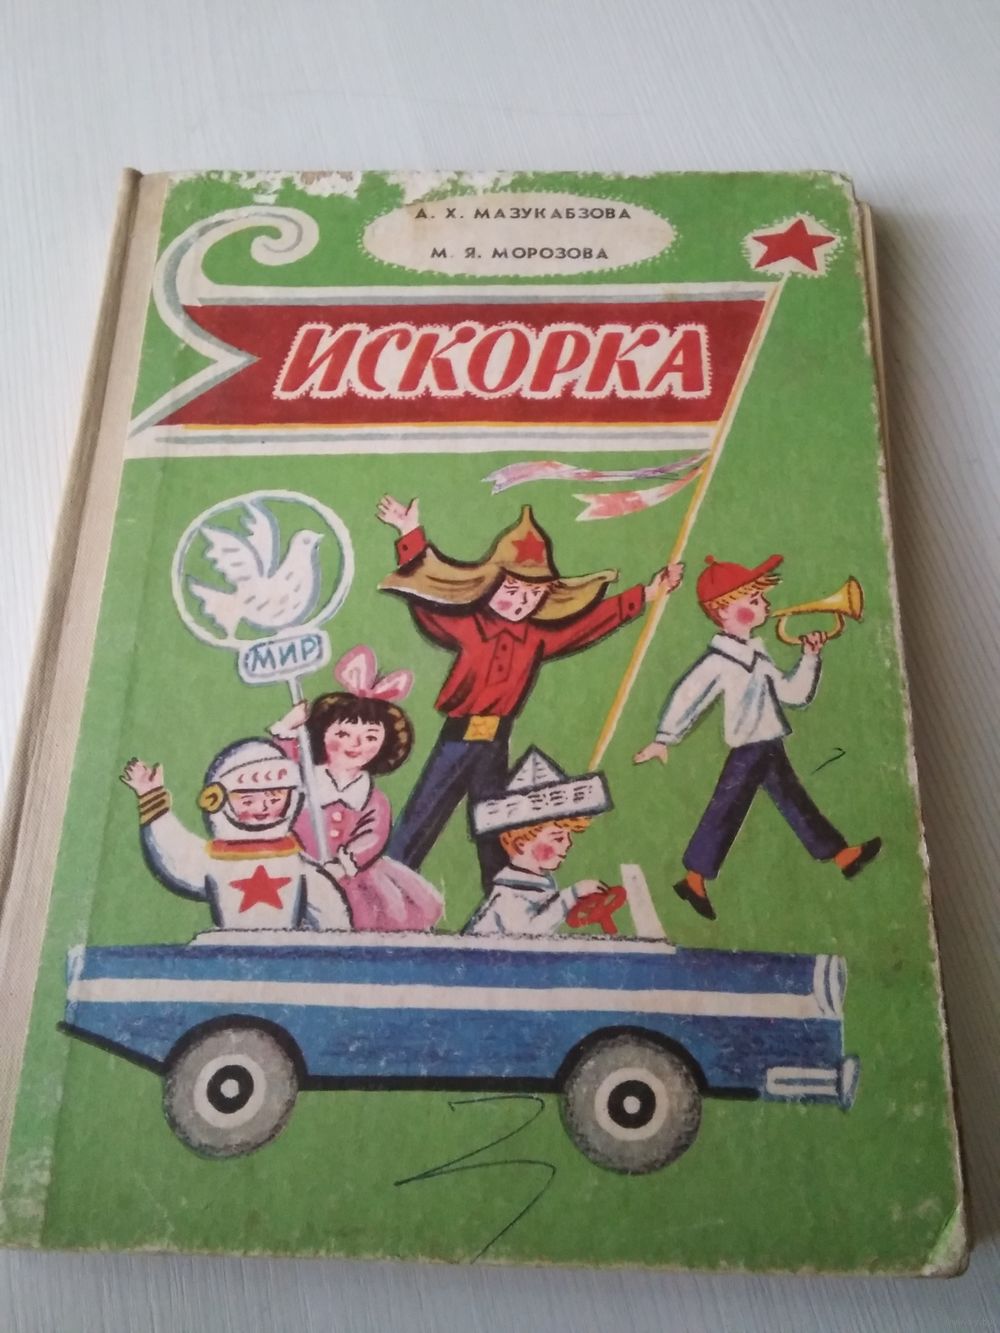 А. Х. МАЗУКАБЗОВА
М. Я. МОРОЗОВА
ИСКОРКА
МИР
СССР